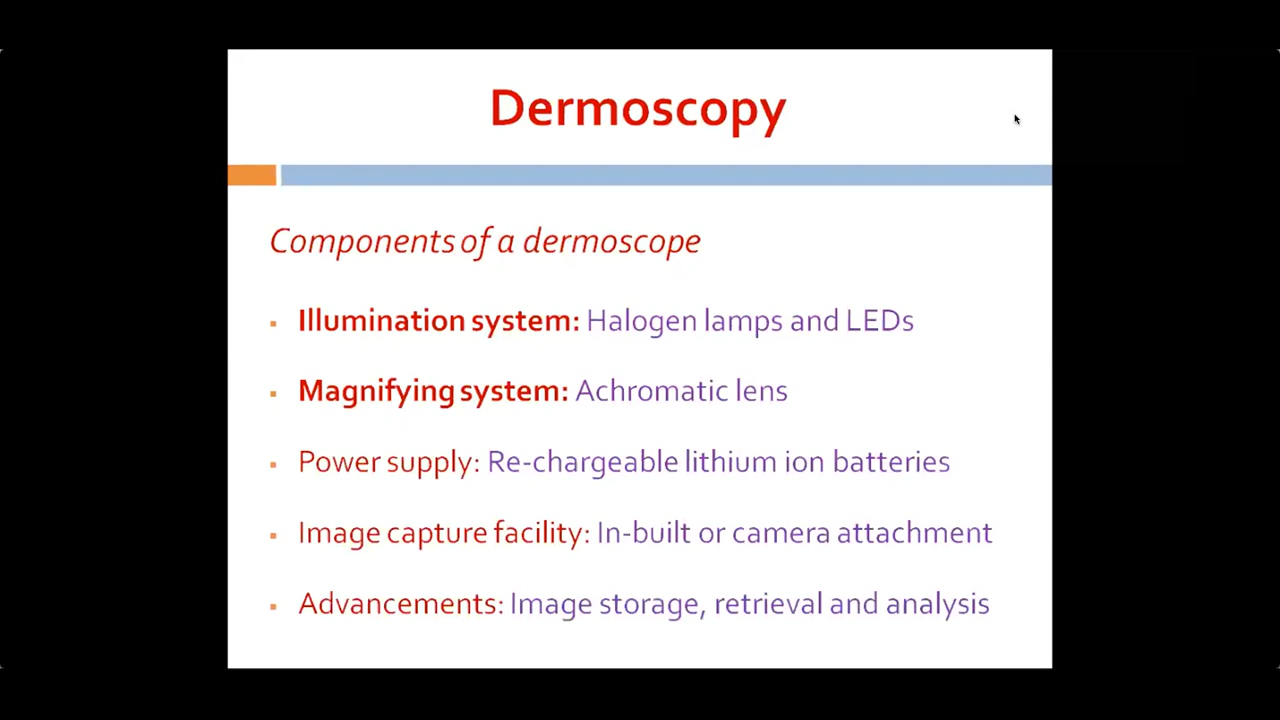 Dermoscopy
Components of a dermoscope
Illumination system: Halogen lamps and LEDs
Magnifying system: Achromatic lens
Power supply: Re-chargeable lithium ion batteries
Image capture facility: In-built or camera attachment
Advancements: Image storage, retrieval and analysis